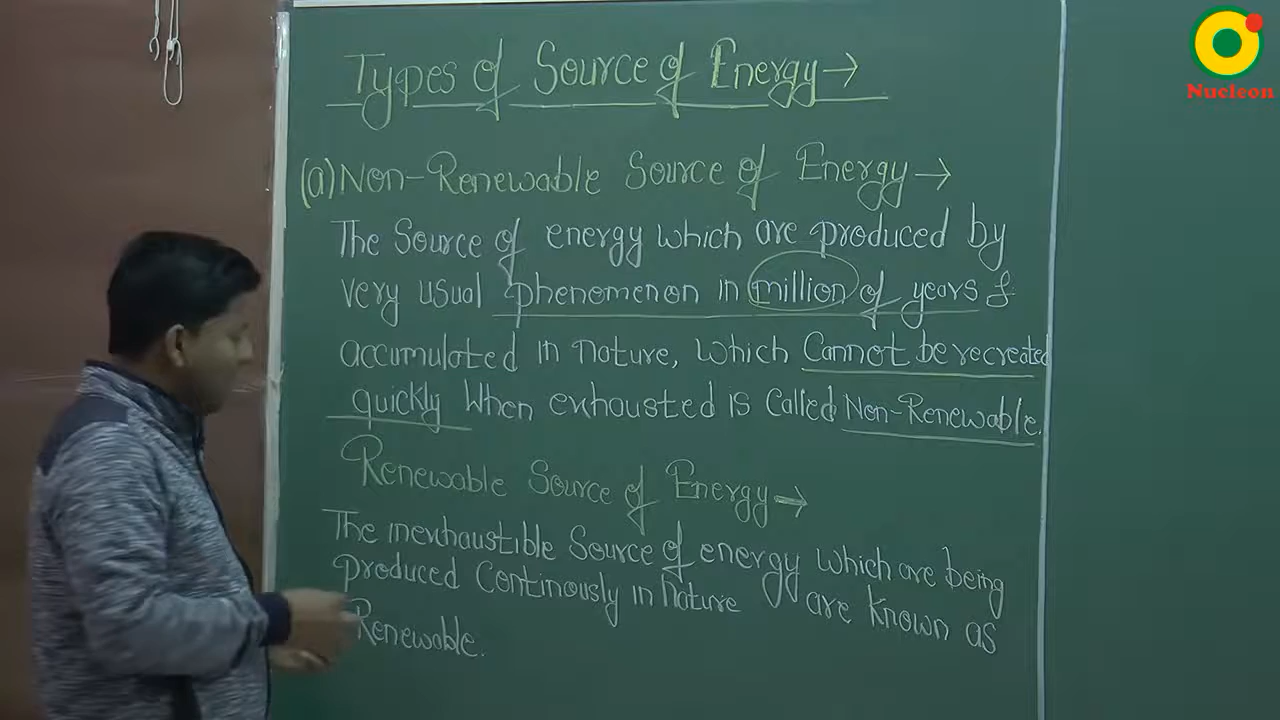 Types of Source of Energy →
(a) Non-Renewable Source of Energy →
The Source of energy which are produced by
very usual phenomenon in million of years &
accumulated in nature, which Cannot be recreated
quickly When exhausted is called Non-Renewable.
Renewable Source of Energy →
The inexhaustible Source of energy which are being
produced Continously in nature are known as
Renewable.
Nucleon